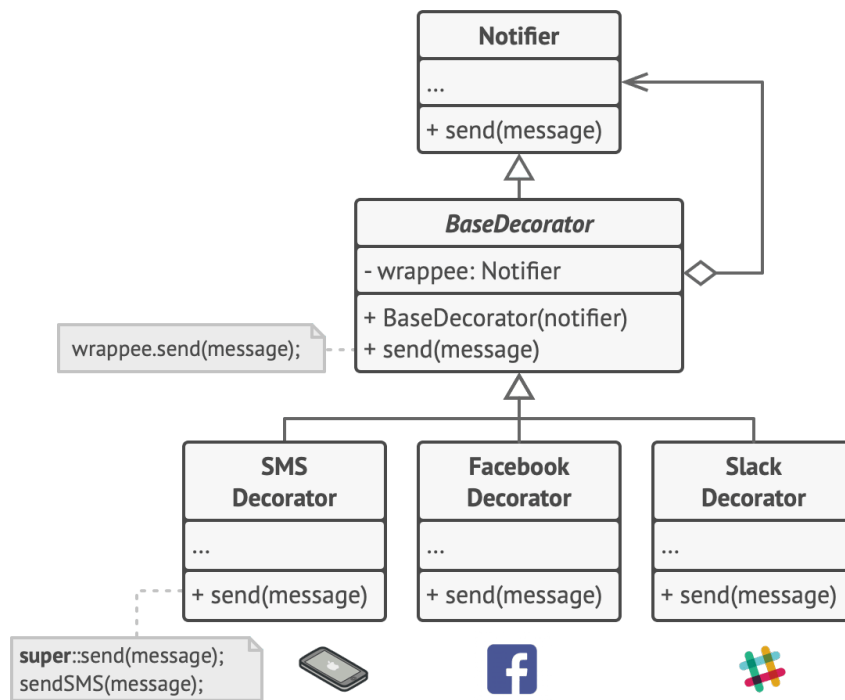 Notifier
...
+ send(message)
BaseDecorator
- wrappee: Notifier
+ BaseDecorator(notifier)
+ send(message)
wrappee.send(message);
SMS
Decorator
...
+ send(message)
Facebook
Decorator
...
+ send(message)
Slack
Decorator
...
+ send(message)
super::send(message);
sendSMS(message);